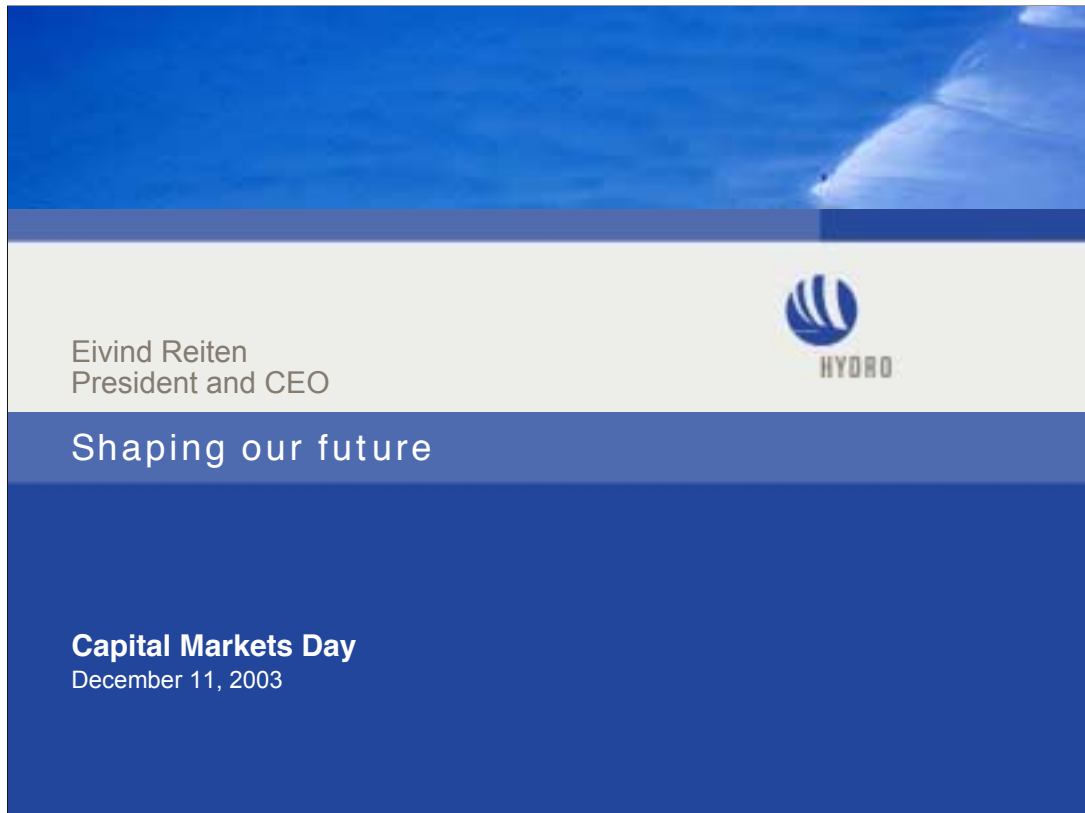 Eivind Reiten
President and CEO
HYDRO
Shaping our future
Capital Markets Day
December 11, 2003